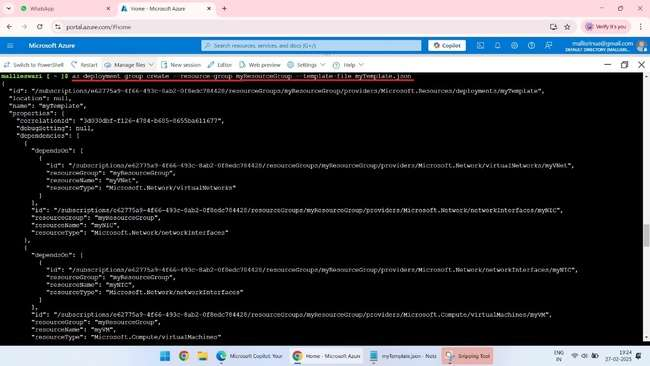 WhatsApp
Home - Microsoft Azure
portal.azure.com/#home
Verify it's you
Microsoft Azure
Search resources, services, and docs (G+/)
Copilot
DEFAULT DIRECTORY
Switch to PowerShell Restart Manage files New session Editor Web preview Settings Help
az deployment group create --resource-group myResourceGroup --template-file myTemplate.json
{
"id": "/subscriptions/e62775a9-4f66-493c-8ab2-0f8edc784428/resourceGroups/myResourceGroup/providers/Microsoft.Resources/deployments/myTemplate",
"location": null,
"name": "myTemplate",
"properties": {
"correlationId": "3d030dbf-f126-4784-b685-8655ba611677",
"debugSetting": null,
"dependencies": [
{
"dependsOn": [
{
"id": "/subscriptions/e62775a9-4f66-493c-8ab2-0f8edc784428/resourceGroups/myResourceGroup/providers/Microsoft.Network/virtualNetworks/myVNet",
"resourceGroup": "myResourceGroup",
"resourceName": "myVNet",
"resourceType": "Microsoft.Network/virtualNetworks"
}
],
"id": "/subscriptions/e62775a9-4f66-493c-8ab2-0f8edc784428/resourceGroups/myResourceGroup/providers/Microsoft.Network/networkInterfaces/myNIC",
"resourceGroup": "myResourceGroup",
"resourceName": "myNIC",
"resourceType": "Microsoft.Network/networkInterfaces"
},
{
"dependsOn": [
{
"id": "/subscriptions/e62775a9-4f66-493c-8ab2-0f8edc784428/resourceGroups/myResourceGroup/providers/Microsoft.Network/networkInterfaces/myNIC",
"resourceGroup": "myResourceGroup",
"resourceName": "myNIC",
"resourceType": "Microsoft.Network/networkInterfaces"
}
],
"id": "/subscriptions/e62775a9-4f66-493c-8ab2-0f8edc784428/resourceGroups/myResourceGroup/providers/Microsoft.Compute/virtualMachines/myVM",
"resourceGroup": "myResourceGroup",
"resourceName": "myVM",
"resourceType": "Microsoft.Compute/virtualMachines"
Microsoft Copilot: Your
Home - Microsoft Azure
myTemplate.json - Note
Snipping Tool
ENG
IN
19:24
27-02-2025